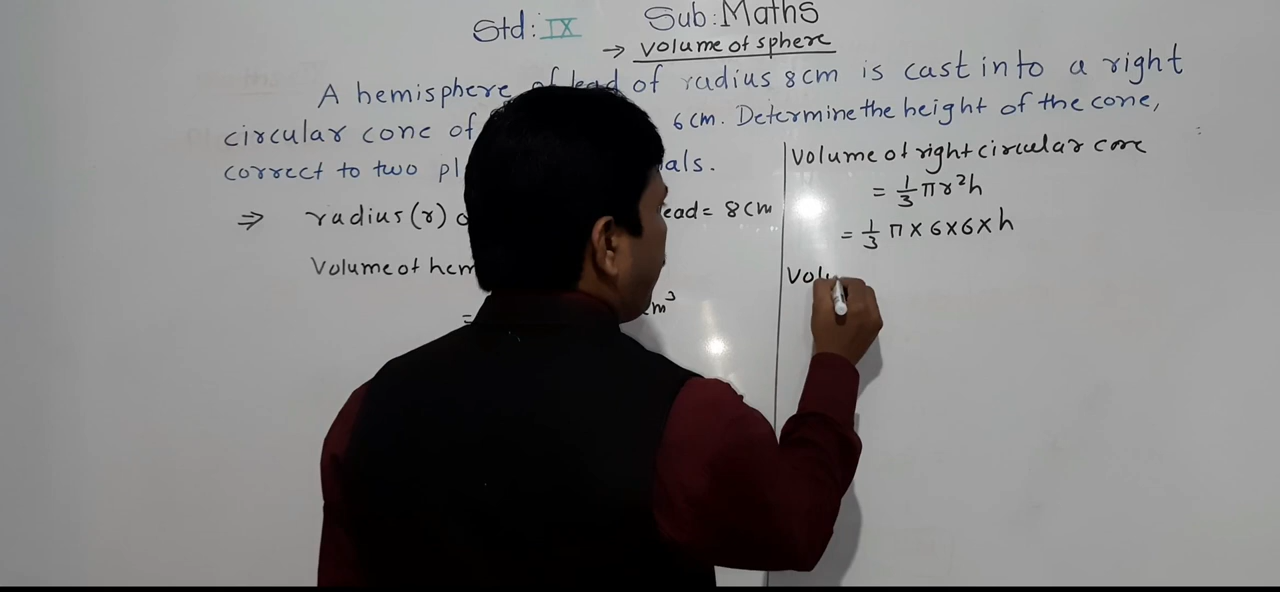 Std: IX Sub: Maths
→ Volume of sphere
A hemisphere of lead of radius 8cm is cast into a right
circular cone of 6cm. Determine the height of the cone,
correct to two pl als.
⇒ radius (r) o ead = 8cm
Volume of hem
= m³
Volume of right circular cone
= 1/3 πr²h
= 1/3 π × 6 × 6 × h
Volu